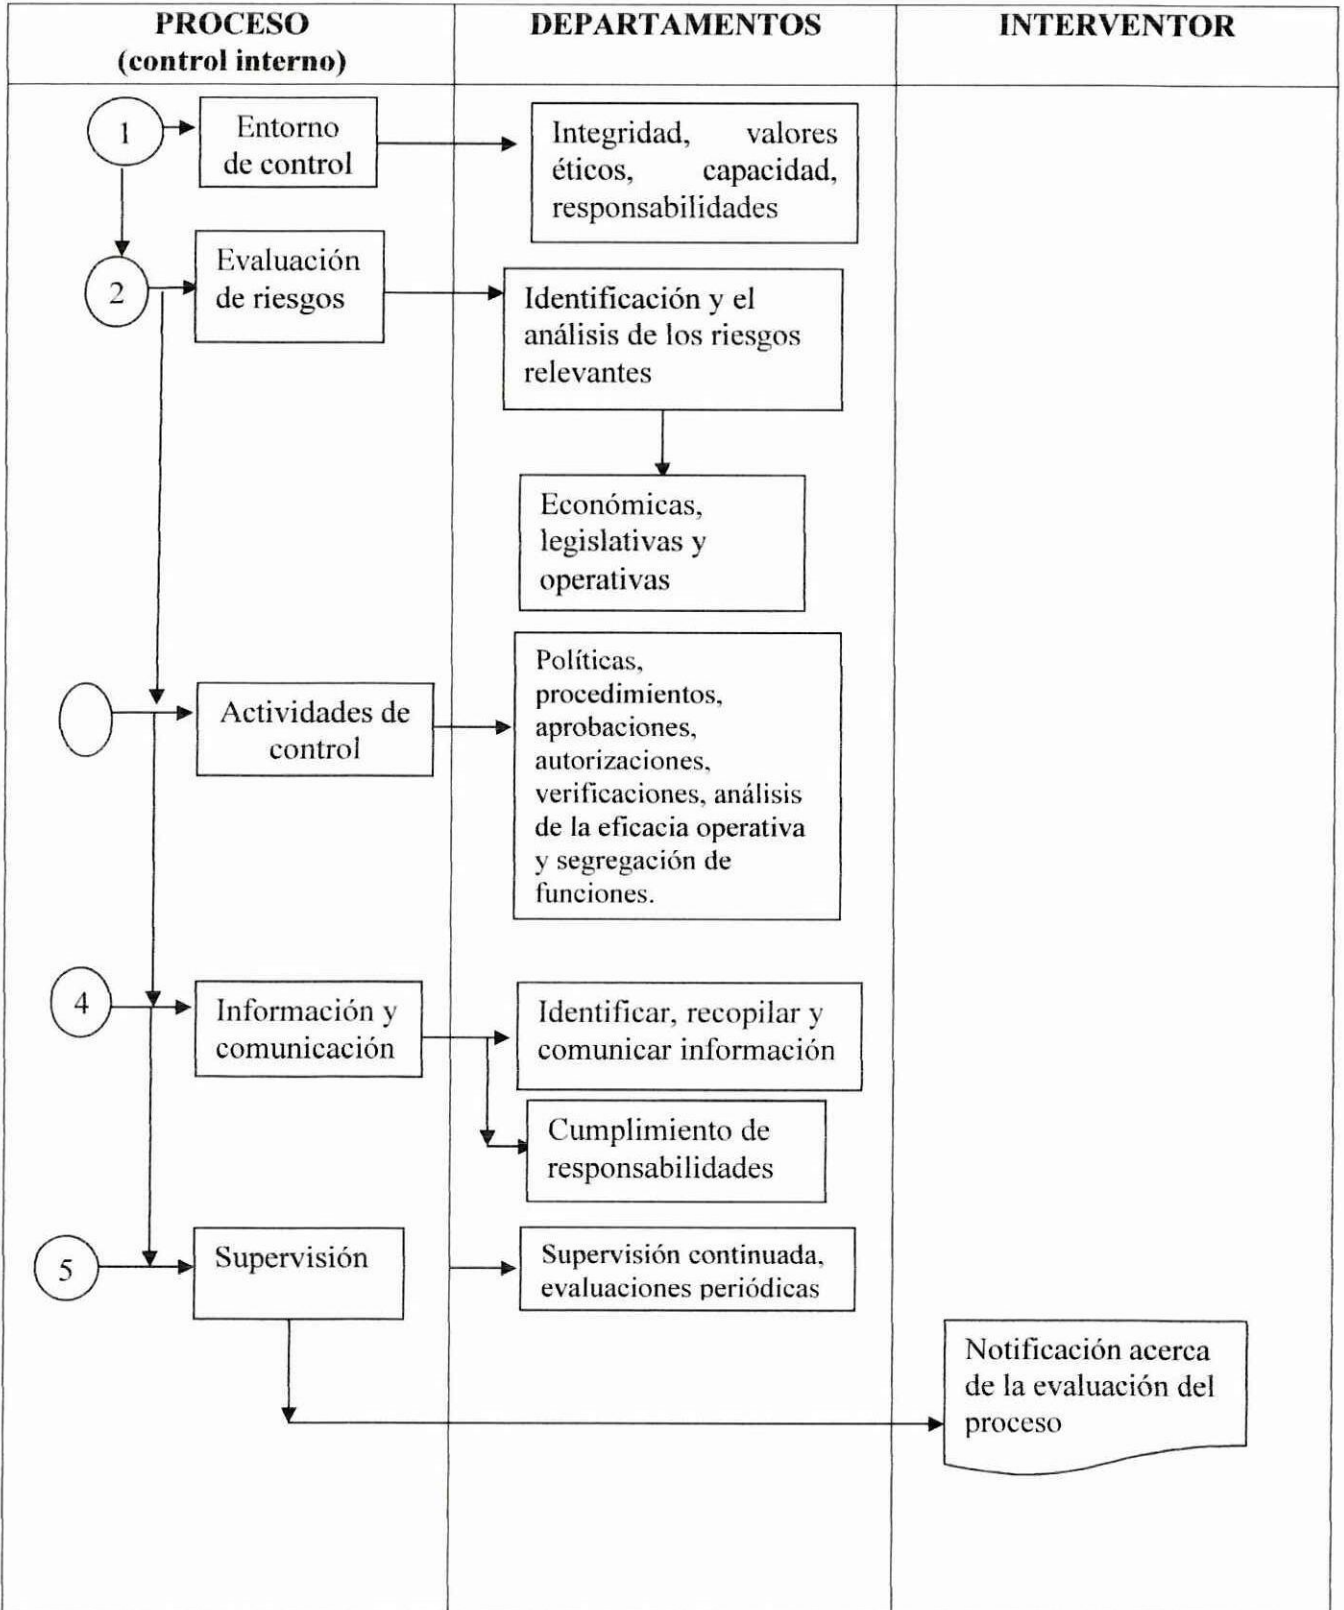 PROCESO
(control interno)
DEPARTAMENTOS
INTERVENTOR
1
Entorno
de control
Integridad, valores
éticos, capacidad,
responsabilidades
2
Evaluación
de riesgos
Identificación y el
análisis de los riesgos
relevantes
Económicas,
legislativas y
operativas
Actividades de
control
Políticas,
procedimientos,
aprobaciones,
autorizaciones,
verificaciones, análisis
de la eficacia operativa
y segregación de
funciones.
4
Información y
comunicación
Identificar, recopilar y
comunicar información
Cumplimiento de
responsabilidades
5
Supervisión
Supervisión continuada,
evaluaciones periódicas
Notificación acerca
de la evaluación del
proceso